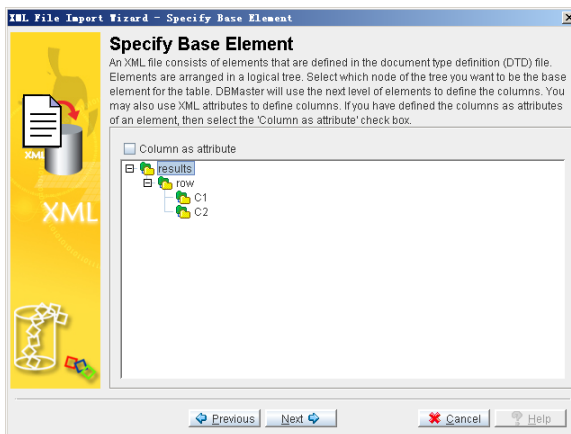 XML File Import Wizard - Specify Base Element
Specify Base Element
An XML file consists of elements that are defined in the document type definition (DTD) file.
Elements are arranged in a logical tree. Select which node of the tree you want to be the base
element for the table. DBMaster will use the next level of elements to define the columns. You
may also use XML attributes to define columns. If you have defined the columns as attributes
of an element, then select the 'Column as attribute' check box.
Column as attribute
results
row
C1
C2
XML
XML
Previous
Next
Cancel
Help